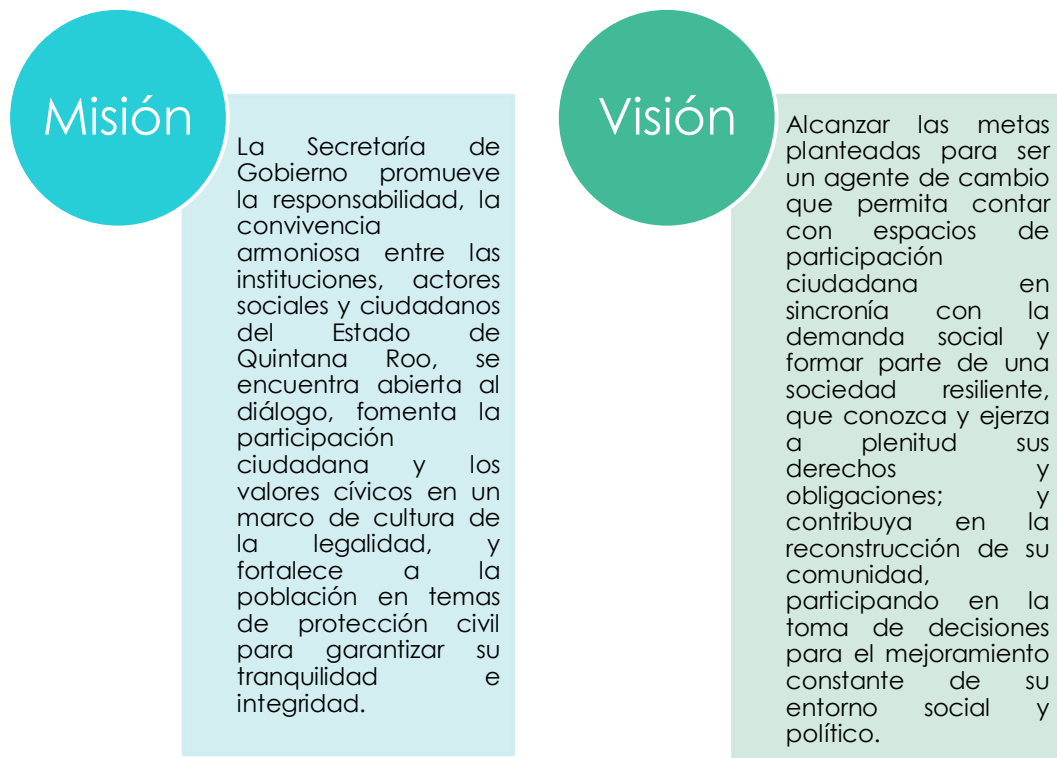 Misión
La Secretaría de
Gobierno promueve
la responsabilidad, la
convivencia
armoniosa entre las
instituciones, actores
sociales y ciudadanos
del Estado de
Quintana Roo, se
encuentra abierta al
diálogo, fomenta la
participación
ciudadana y los
valores cívicos en un
marco de cultura de
la legalidad, y
fortalece a la
población en temas
de protección civil
para garantizar su
tranquilidad e
integridad.
Visión
Alcanzar las metas
planteadas para ser
un agente de cambio
que permita contar
con espacios de
participación
ciudadana en
sincronía con la
demanda social y
formar parte de una
sociedad resiliente,
que conozca y ejerza
a plenitud sus
derechos y
obligaciones; y
contribuya en la
reconstrucción de su
comunidad,
participando en la
toma de decisiones
para el mejoramiento
constante de su
entorno social y
político.